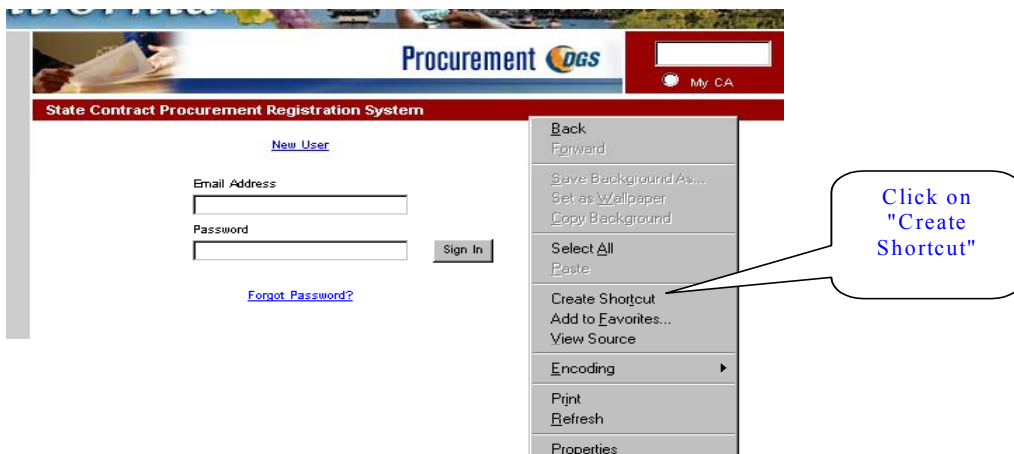 Procurement DGS
My CA
State Contract Procurement Registration System
New User
Email Address
Password
Sign In
Forgot Password?
Back
Forward
Save Background As...
Set as Wallpaper
Copy Background
Select All
Paste
Create Shortcut
Add to Favorites...
View Source
Encoding
Print
Refresh
Properties
Click on
"Create
Shortcut"